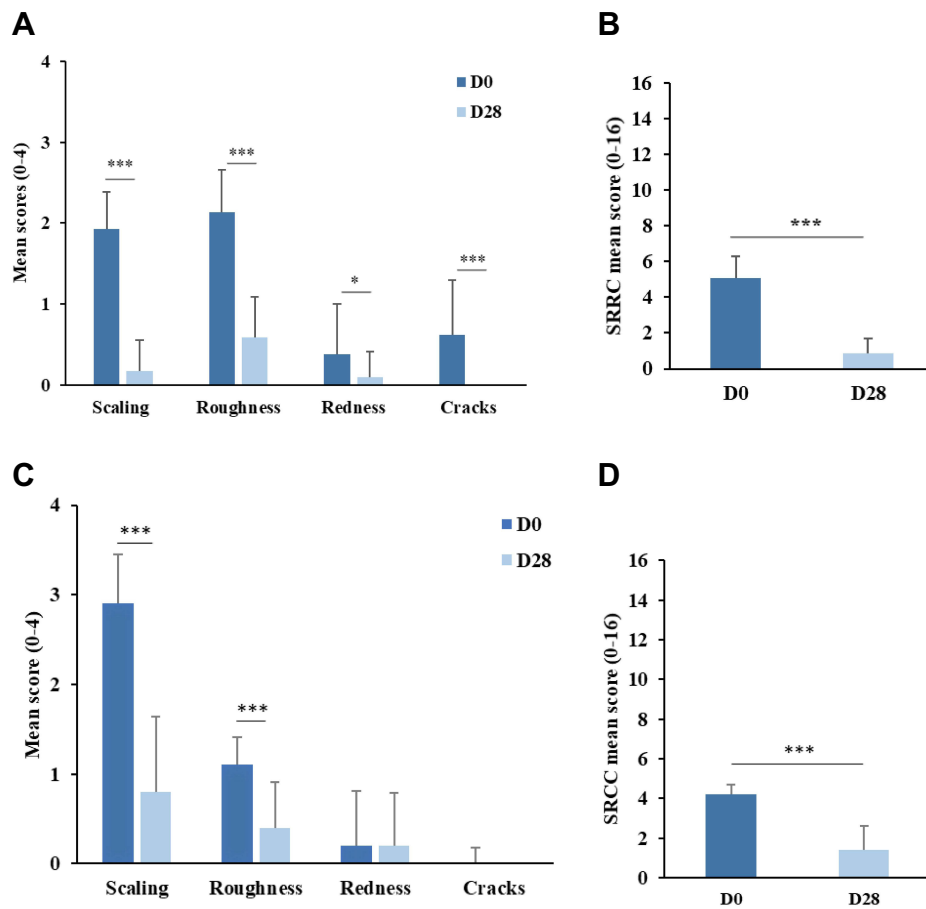 A
Mean scores (0-4)
4
3
2
1
0
D0
D28
***
***
*
***
Scaling
Roughness
Redness
Cracks
B
SRRC mean score (0-16)
16
14
12
10
8
6
4
2
0
***
D0
D28
C
Mean score (0-4)
4
3
2
1
0
D0
D28
***
***
Scaling
Roughness
Redness
Cracks
D
SRCC mean score (0-16)
16
14
12
10
8
6
4
2
0
***
D0
D28